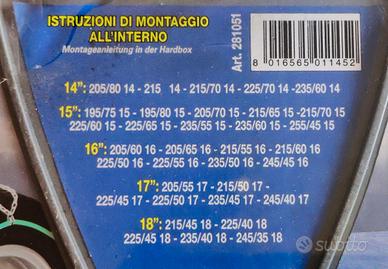 ISTRUZIONI DI MONTAGGIO
ALL'INTERNO
Montageanleitung in der Hardbox
Art. 281051
8 016565 011452
14": 205/80 14 - 215 14 - 215/70 14 - 225/70 14 -235/60 14
15": 195/75 15 - 195/80 15 - 205/70 15 - 215/65 15 -215/70 15
225/60 15 - 225/65 15 - 235/55 15 - 235/60 15 - 255/45 15
16": 205/60 16 - 205/65 16 - 215/55 16 - 215/60 16
225/50 16 - 225/55 16 - 235/50 16 - 245/45 16
17": 205/55 17 - 215/50 17 -
225/45 17 - 225/50 17 - 235/45 17 - 245/40 17
18": 215/45 18 - 225/40 18
225/45 18 - 235/40 18 - 245/35 18
subito